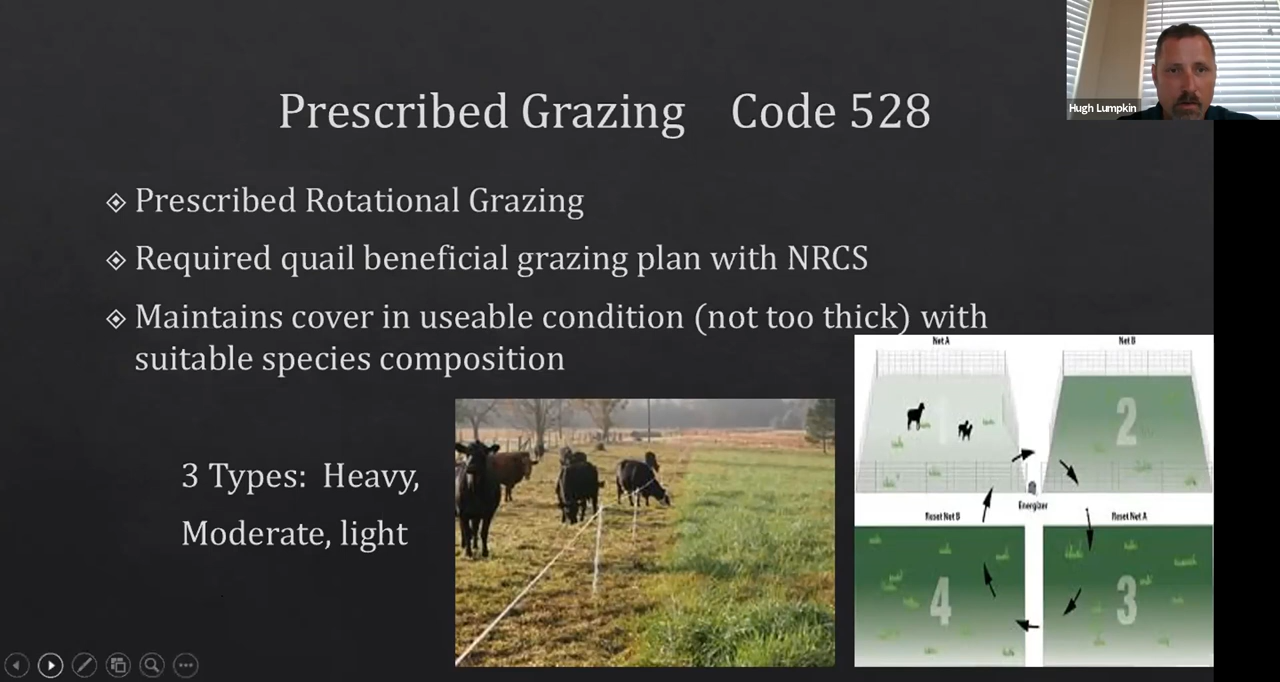 Hugh Lumpkin
Prescribed Grazing Code 528
Prescribed Rotational Grazing
Required quail beneficial grazing plan with NRCS
Maintains cover in useable condition (not too thick) with
suitable species composition
3 Types: Heavy,
Moderate, light
Net A
Net B
1
2
Energizer
Reset Net B
Reset Net A
4
3